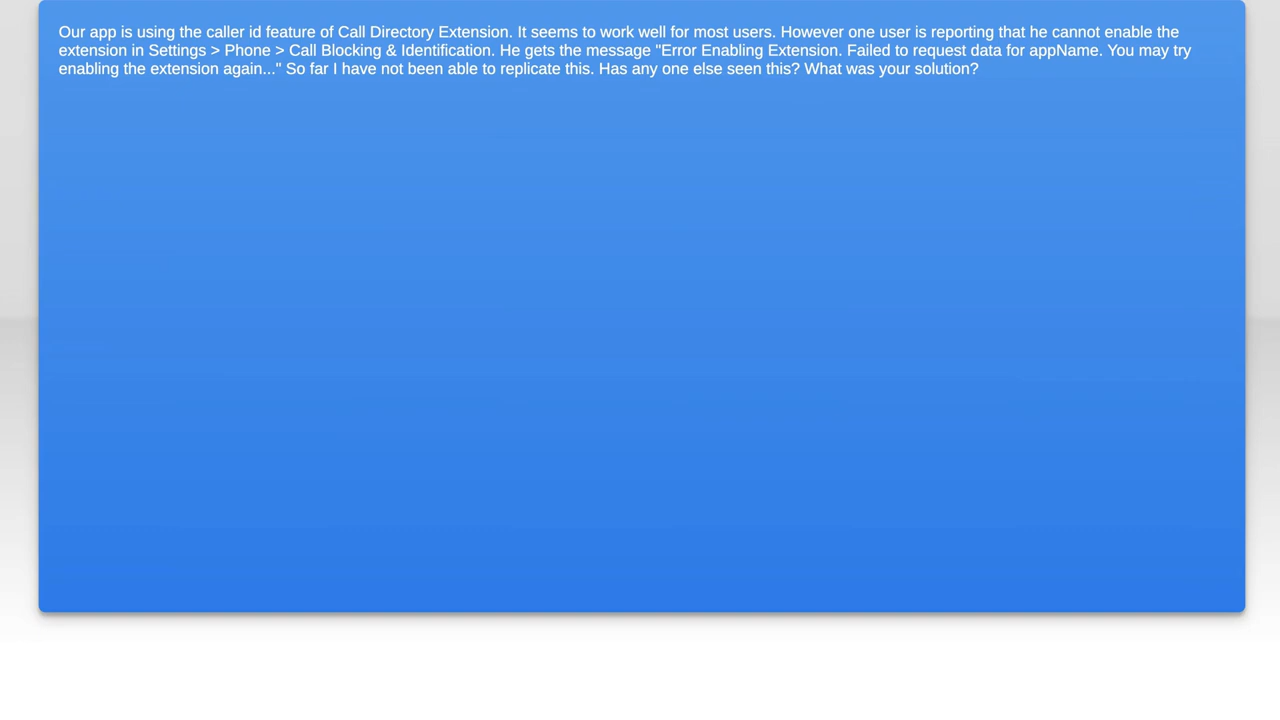 Our app is using the caller id feature of Call Directory Extension. It seems to work well for most users. However one user is reporting that he cannot enable the
extension in Settings > Phone > Call Blocking & Identification. He gets the message "Error Enabling Extension. Failed to request data for appName. You may try
enabling the extension again..." So far I have not been able to replicate this. Has any one else seen this? What was your solution?